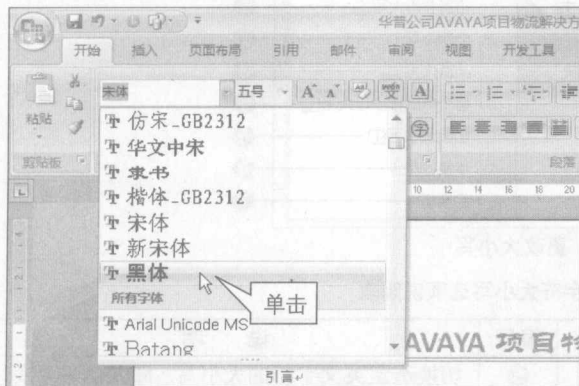 华普公司AVAYA项目物流解决方
开始 插入 页面布局 引用 邮件 审阅 视图 开发工具
宋体 五号
粘贴
剪贴板
段落
仿宋_GB2312
华文中宋
隶书
楷体_GB2312
宋体
新宋体
黑体
所有字体
Arial Unicode MS
Batang
单击
10 12 14 16 18 20
AVAYA 项目物
引言